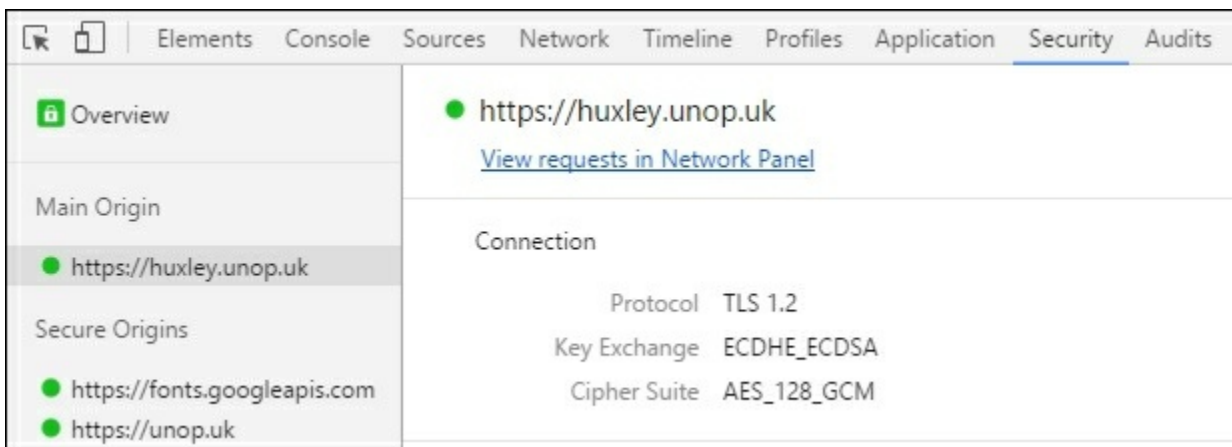 Elements Console Sources Network Timeline Profiles Application Security Audits
Overview
Main Origin
https://huxley.unop.uk
Secure Origins
https://fonts.googleapis.com
https://unop.uk
https://huxley.unop.uk
View requests in Network Panel
Connection
Protocol TLS 1.2
Key Exchange ECDHE_ECDSA
Cipher Suite AES_128_GCM